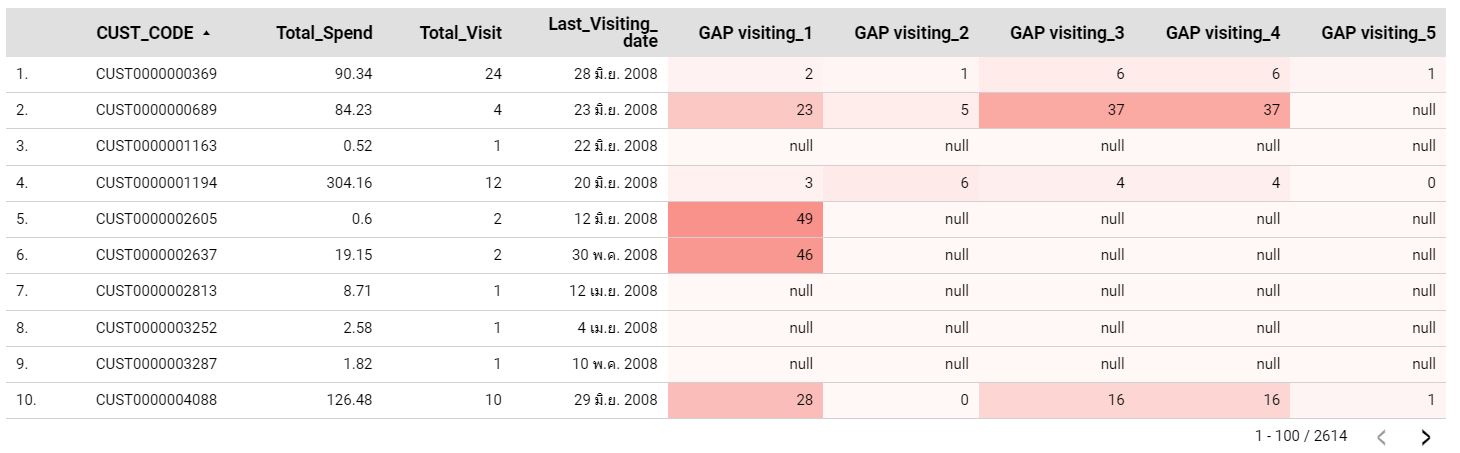 CUST_CODE Total_Spend Total_Visit Last_Visiting_date GAP visiting_1 GAP visiting_2 GAP visiting_3 GAP visiting_4 GAP visiting_5
1. CUST0000000369 90.34 24 28 มิ.ย. 2008 2 1 6 6 1
2. CUST0000000689 84.23 4 23 มิ.ย. 2008 23 5 37 37 null
3. CUST0000001163 0.52 1 22 มิ.ย. 2008 null null null null null
4. CUST0000001194 304.16 12 20 มิ.ย. 2008 3 6 4 4 0
5. CUST0000002605 0.6 2 12 มิ.ย. 2008 49 null null null null
6. CUST0000002637 19.15 2 30 พ.ค. 2008 46 null null null null
7. CUST0000002813 8.71 1 12 เม.ย. 2008 null null null null null
8. CUST0000003252 2.58 1 4 เม.ย. 2008 null null null null null
9. CUST0000003287 1.82 1 10 พ.ค. 2008 null null null null null
10. CUST0000004088 126.48 10 29 มิ.ย. 2008 28 0 16 16 1
1 - 100 / 2614